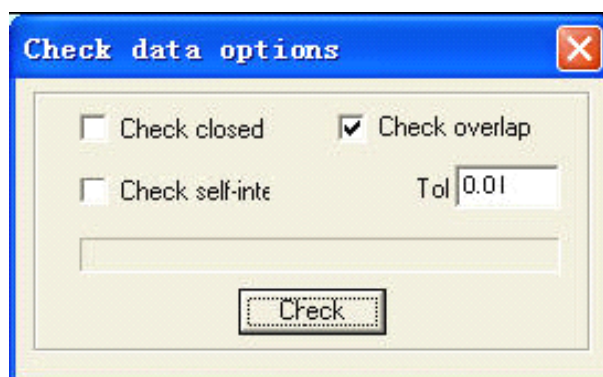 Check data options
Check closed
Check overlap
Check self-inte
Tol 0.01
Check